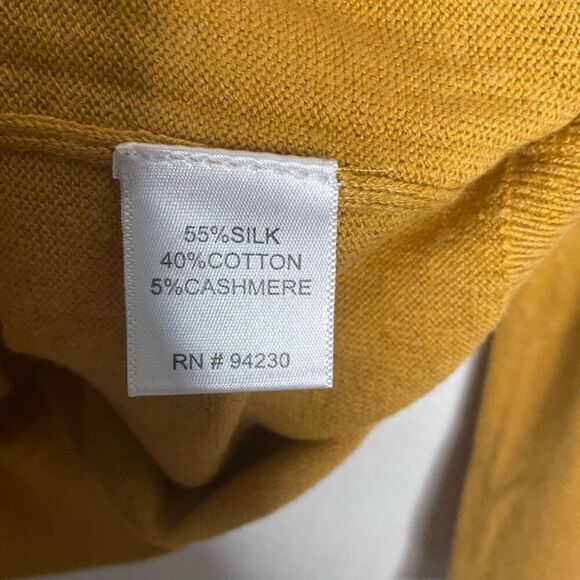 55%SILK
40%COTTON
5%CASHMERE
RN # 94230